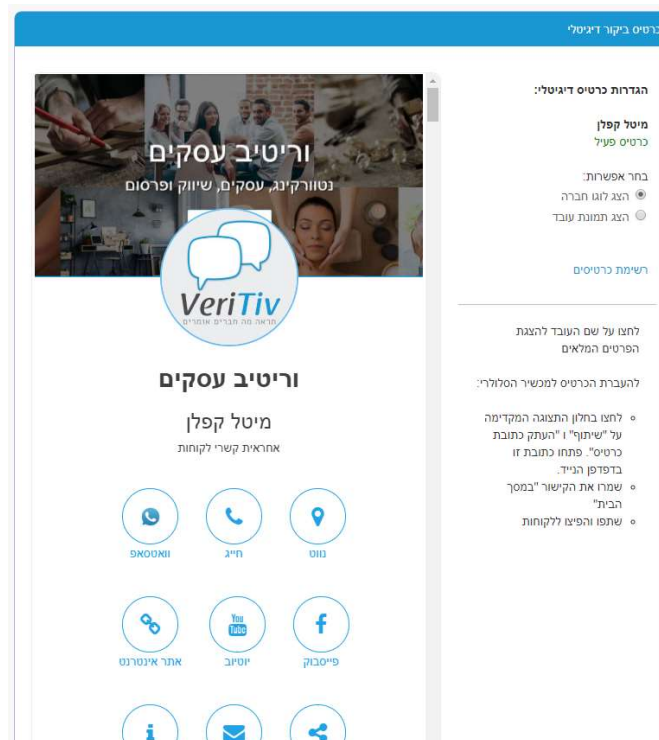 כרטיס ביקור דיגיטלי
הגדרות כרטיס דיגיטלי:
מיטל קפלן
כרטיס פעיל
בחר אפשרות:
הצג לוגו חברה
הצג תמונת עובד
רשימת כרטיסים
לחצו על שם העובד להצגת
הפרטים המלאים
להעברת הכרטיס למכשיר הסלולרי:
לחצו בחלון התצוגה המקדימה
על "שיתוף" ו "העתק כתובת
כרטיס". פתחו כתובת זו
בדפדפן הנייד.
שמרו את הקישור "במסך
הבית"
שתפו והפיצו ללקוחות
וריטיב עסקים
נטוורקינג, עסקים, שיווק ופרסום
VeriTiv
תראה מה חברים אומרים
וריטיב עסקים
מיטל קפלן
אחראית קשרי לקוחות
נווט
חייג
וואטסאפ
You
Tube
פייסבוק
יוטיוב
אתר אינטרנט